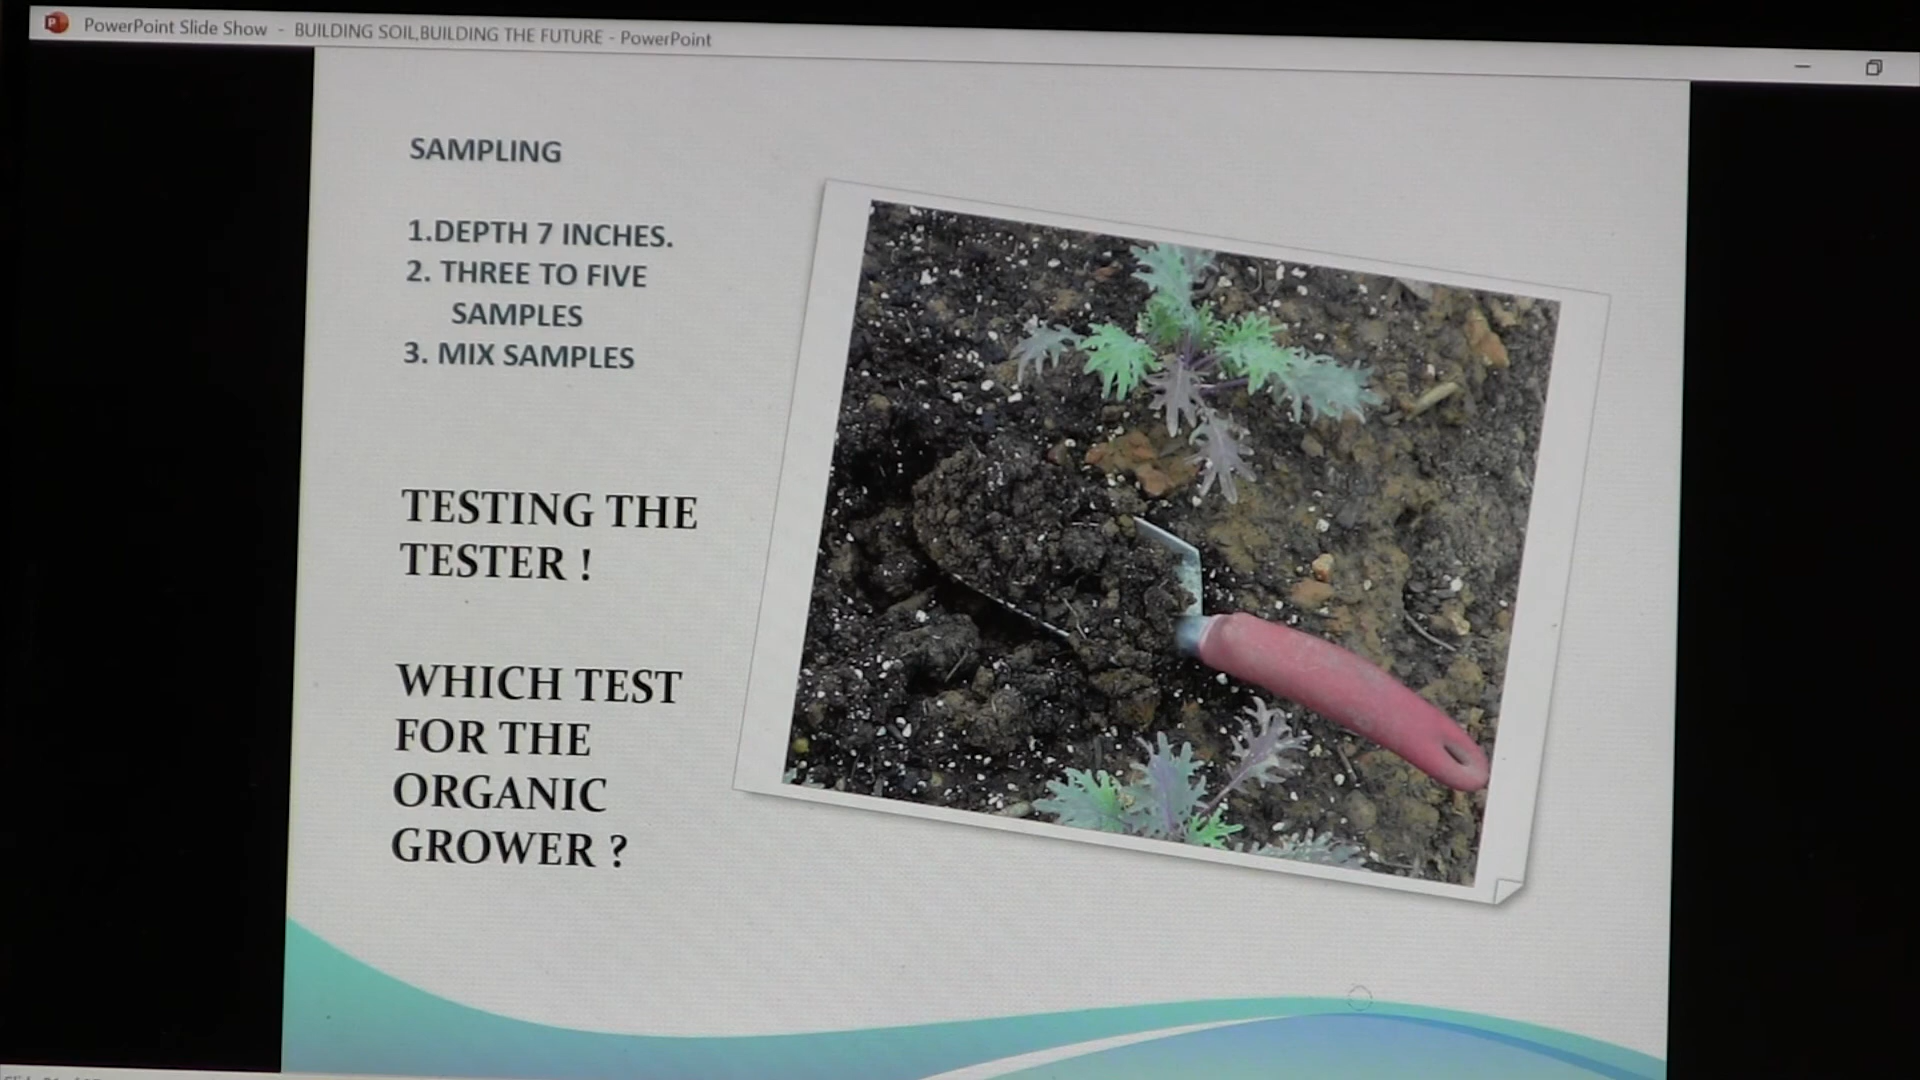 PowerPoint Slide Show - BUILDING SOIL,BUILDING THE FUTURE - PowerPoint
SAMPLING
1.DEPTH 7 INCHES.
2. THREE TO FIVE
SAMPLES
3. MIX SAMPLES
TESTING THE
TESTER !
WHICH TEST
FOR THE
ORGANIC
GROWER ?